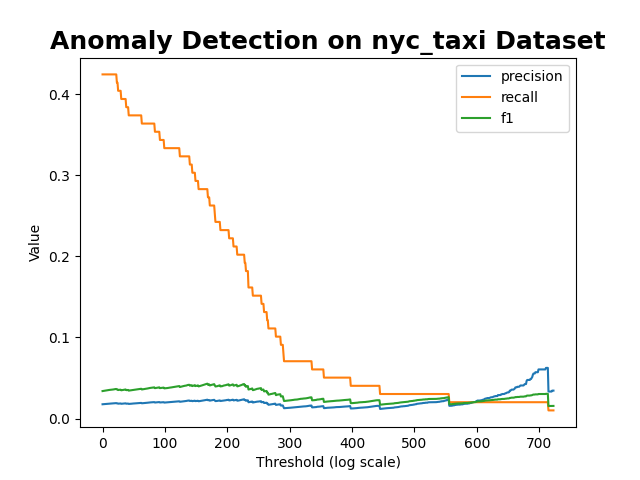 Anomaly Detection on nyc_taxi Dataset
precision
recall
f1
Value
0.4
0.3
0.2
0.1
0.0
0 100 200 300 400 500 600 700
Threshold (log scale)